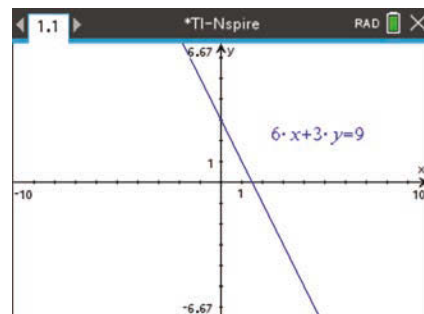 1.1 *TI-Nspire RAD
6.67 y
6· x+3· y=9
1
x
-10 1 10
-6.67